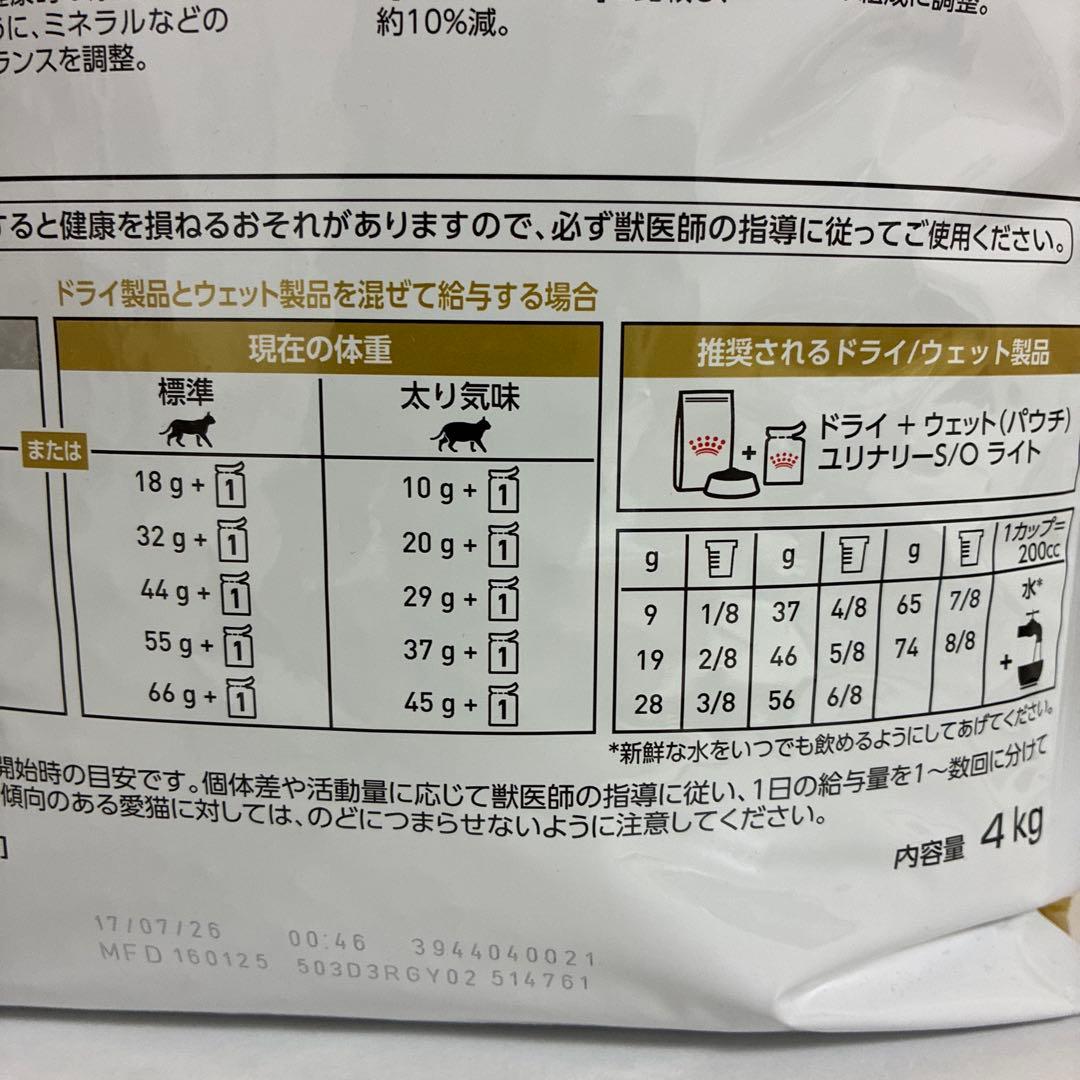 うに、ミネラルなどの
ランスを調整。
約10%減。
調整。
すると健康を損ねるおそれがありますので、必ず獣医師の指導に従ってご使用ください。
ドライ製品とウェット製品を混ぜて給与する場合
現在の体重
標準 太り気味
または
18 g + 1 10 g + 1
32 g + 1 20 g + 1
44 g + 1 29 g + 1
55 g + 1 37 g + 1
66 g + 1 45 g + 1
推奨されるドライ/ウェット製品
+ ドライ + ウェット(パウチ)
ユリナリーS/O ライト
g g g 1カップ=
200cc
9 1/8 37 4/8 65 7/8 水*
19 2/8 46 5/8 74 8/8 +
28 3/8 56 6/8
*新鮮な水をいつでも飲めるようにしてあげてください。
開始時の目安です。個体差や活動量に応じて獣医師の指導に従い、1日の給与量を1~数回に分けて
傾向のある愛猫に対しては、のどにつまらせないように注意してください。
内容量 4kg
17/07/26 00:46 3944040021
MFD 160125 503D3RGY02 514761